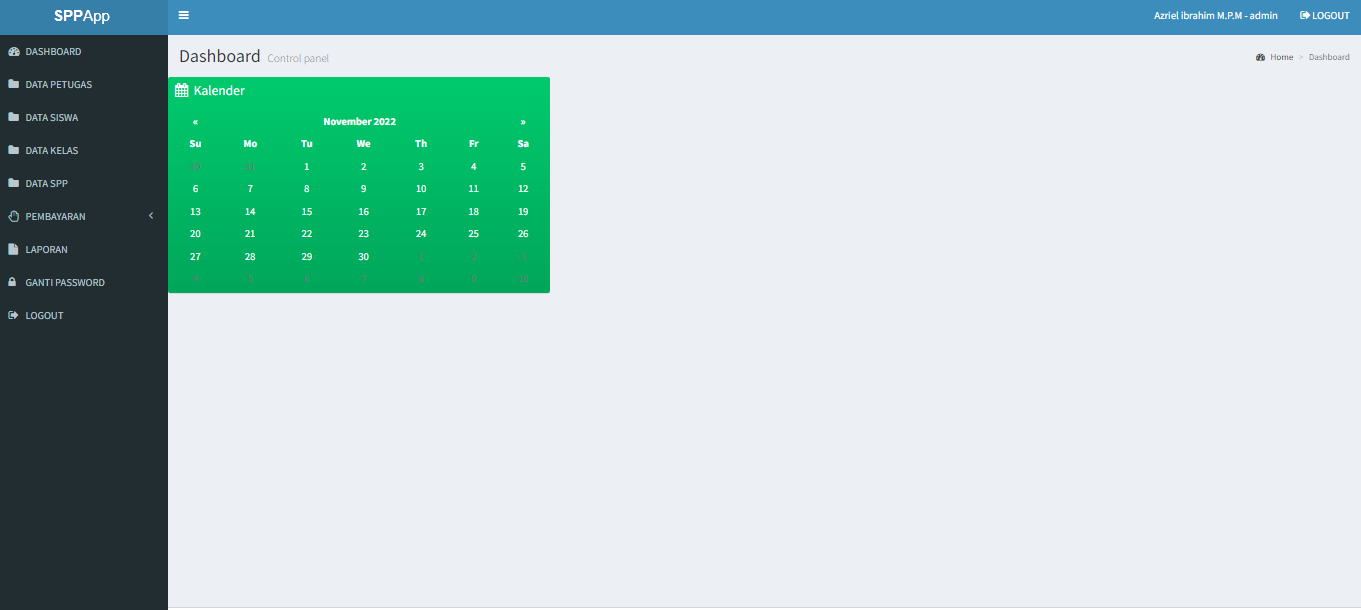 SPPApp
Azriel ibrahim M.P.M - admin
LOGOUT
DASHBOARD
DATA PETUGAS
DATA SISWA
DATA KELAS
DATA SPP
PEMBAYARAN
LAPORAN
GANTI PASSWORD
LOGOUT
Dashboard Control panel
Home > Dashboard
Kalender
« November 2022 »
Su Mo Tu We Th Fr Sa
30 31 1 2 3 4 5
6 7 8 9 10 11 12
13 14 15 16 17 18 19
20 21 22 23 24 25 26
27 28 29 30 1 2 3
4 5 6 7 8 9 10